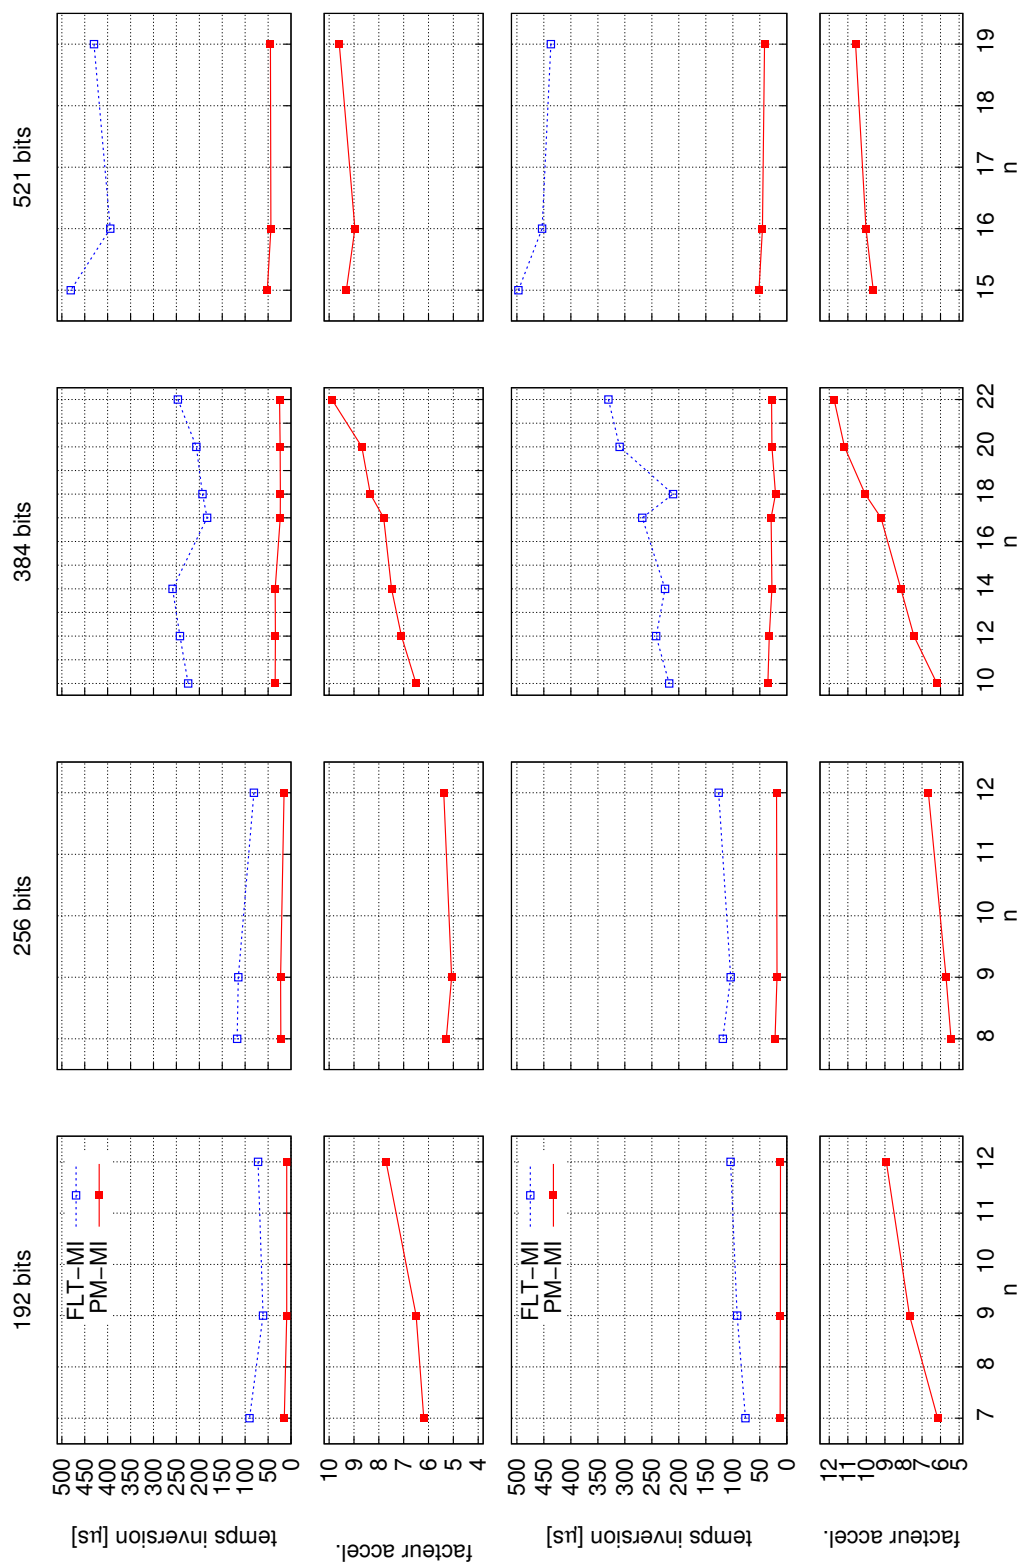 192 bits 256 bits 384 bits 521 bits
temps inversion [µs]
500
450
400
350
300
250
200
150
100
50
0
FLT−MI
PM−MI
facteur accel.
10
9
8
7
6
5
4
temps inversion [µs]
500
450
400
350
300
250
200
150
100
50
0
FLT−MI
PM−MI
facteur accel.
12
11
10
9
8
7
6
5
7 8 9 10 11 12
n
8 9 10 11 12
n
10 12 14 16 18 20 22
n
15 16 17 18 19
n